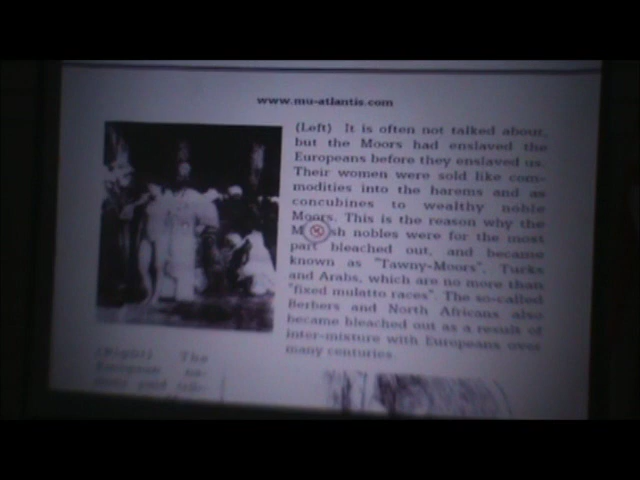 www.mu-atlantis.com
(Left) It is often not talked about,
but the Moors had enslaved the
Europeans before they enslaved us.
Their women were sold like com-
modities into the harems and as
concubines to wealthy noble
Moors. This is the reason why the
nobles were for the most
part bleached out, and became
known as "Tawny-Moors". Turks
and Arabs, which are no more than
"fixed mulatto races". The so-called
Berbers and North Africans also
became bleached out as a result of
inter-mixture with Europeans over
many centuries.
(Right) The
European